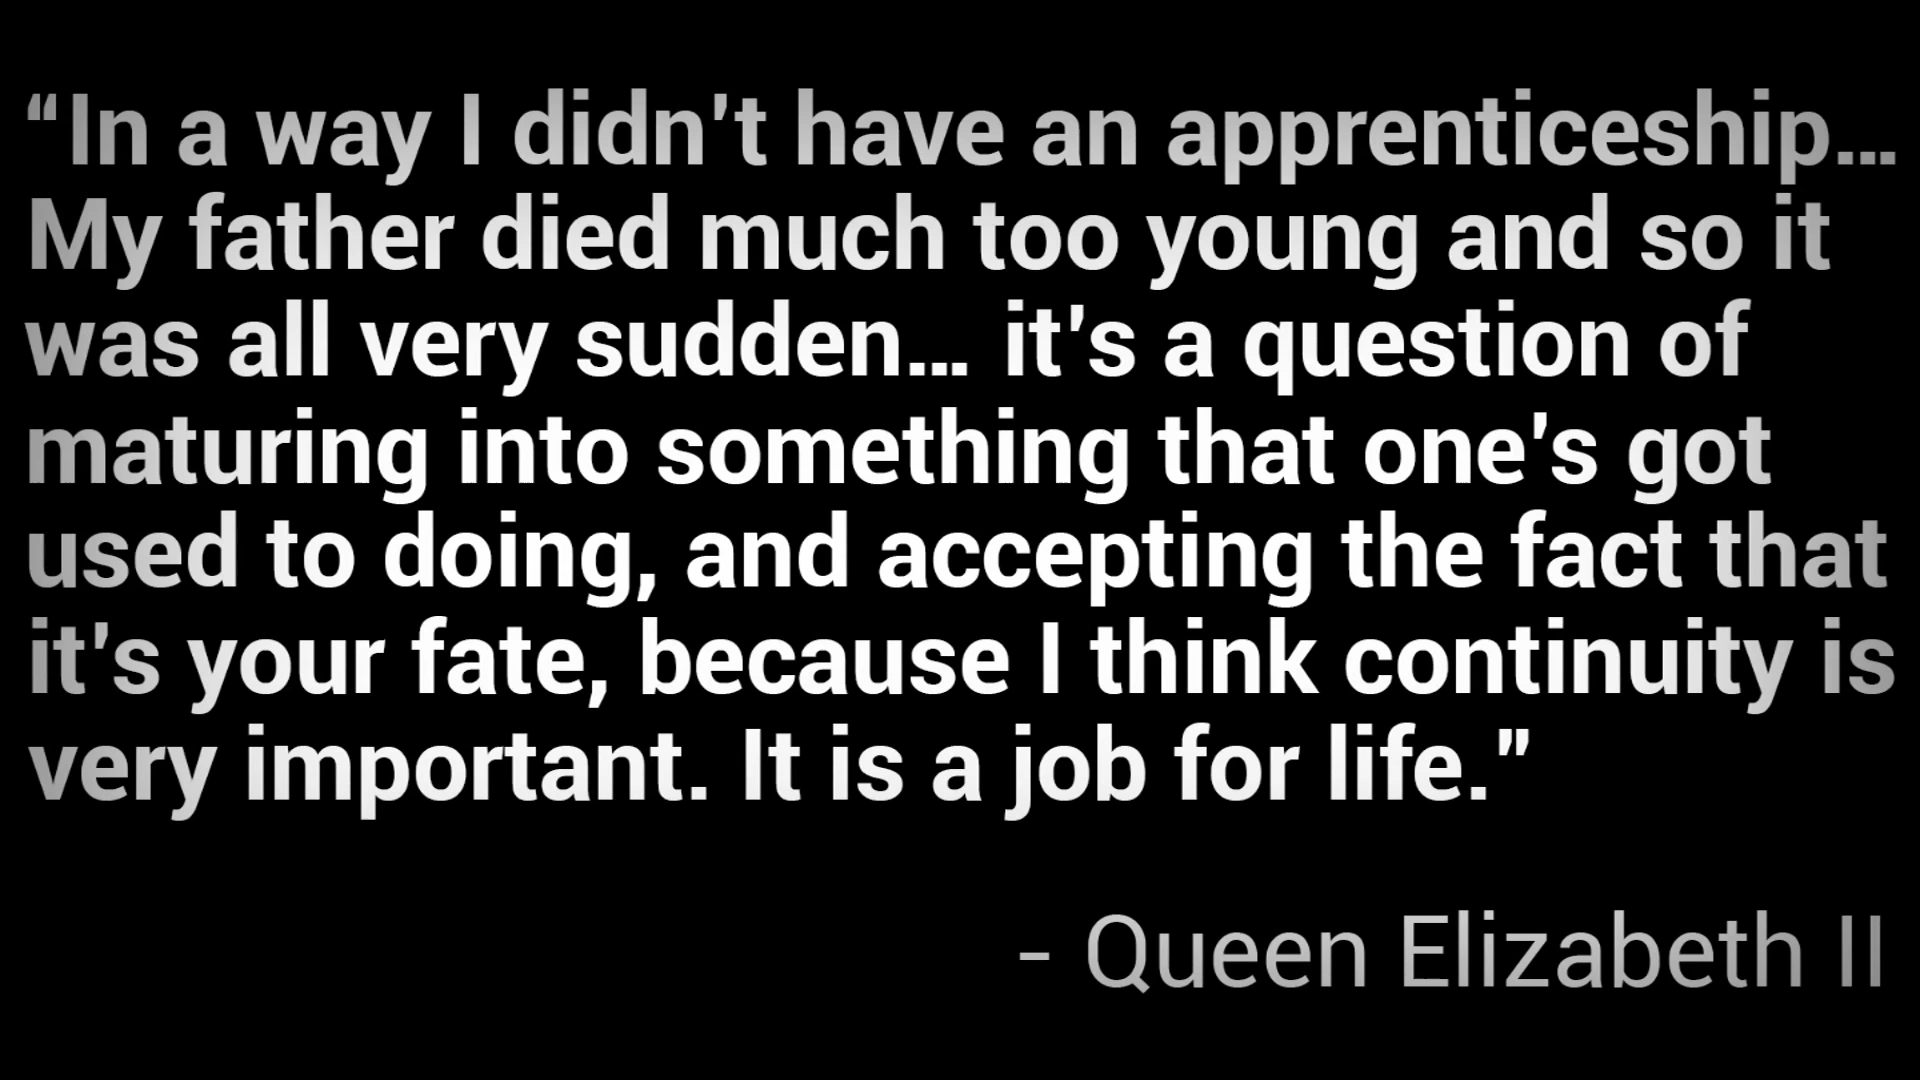 “In a way I didn't have an apprenticeship...
My father died much too young and so it
was all very sudden... it's a question of
maturing into something that one's got
used to doing, and accepting the fact that
it's your fate, because I think continuity is
very important. It is a job for life.”
- Queen Elizabeth II